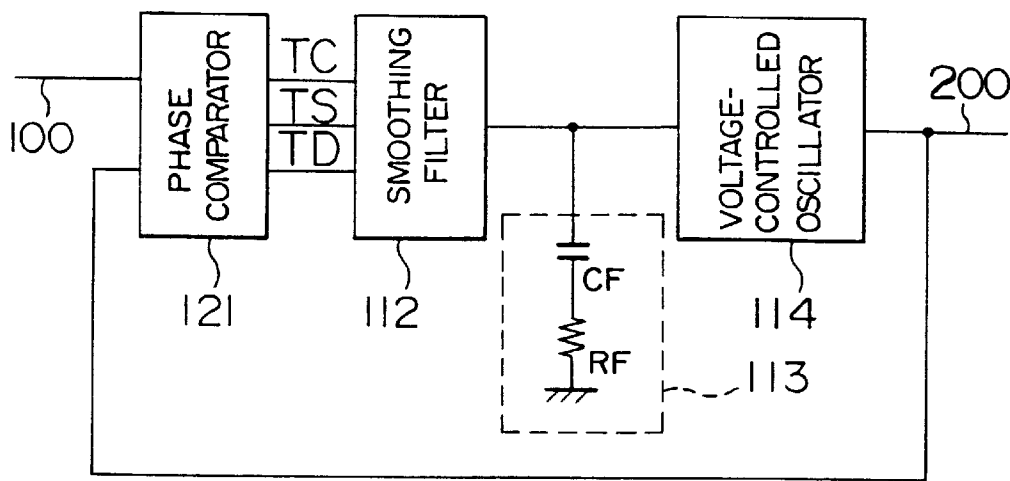 100
PHASE
COMPARATOR
121
TC
TS
TD
SMOOTHING
FILTER
112
CF
RF
113
VOLTAGE-
CONTROLLED
OSCILLATOR
114
200